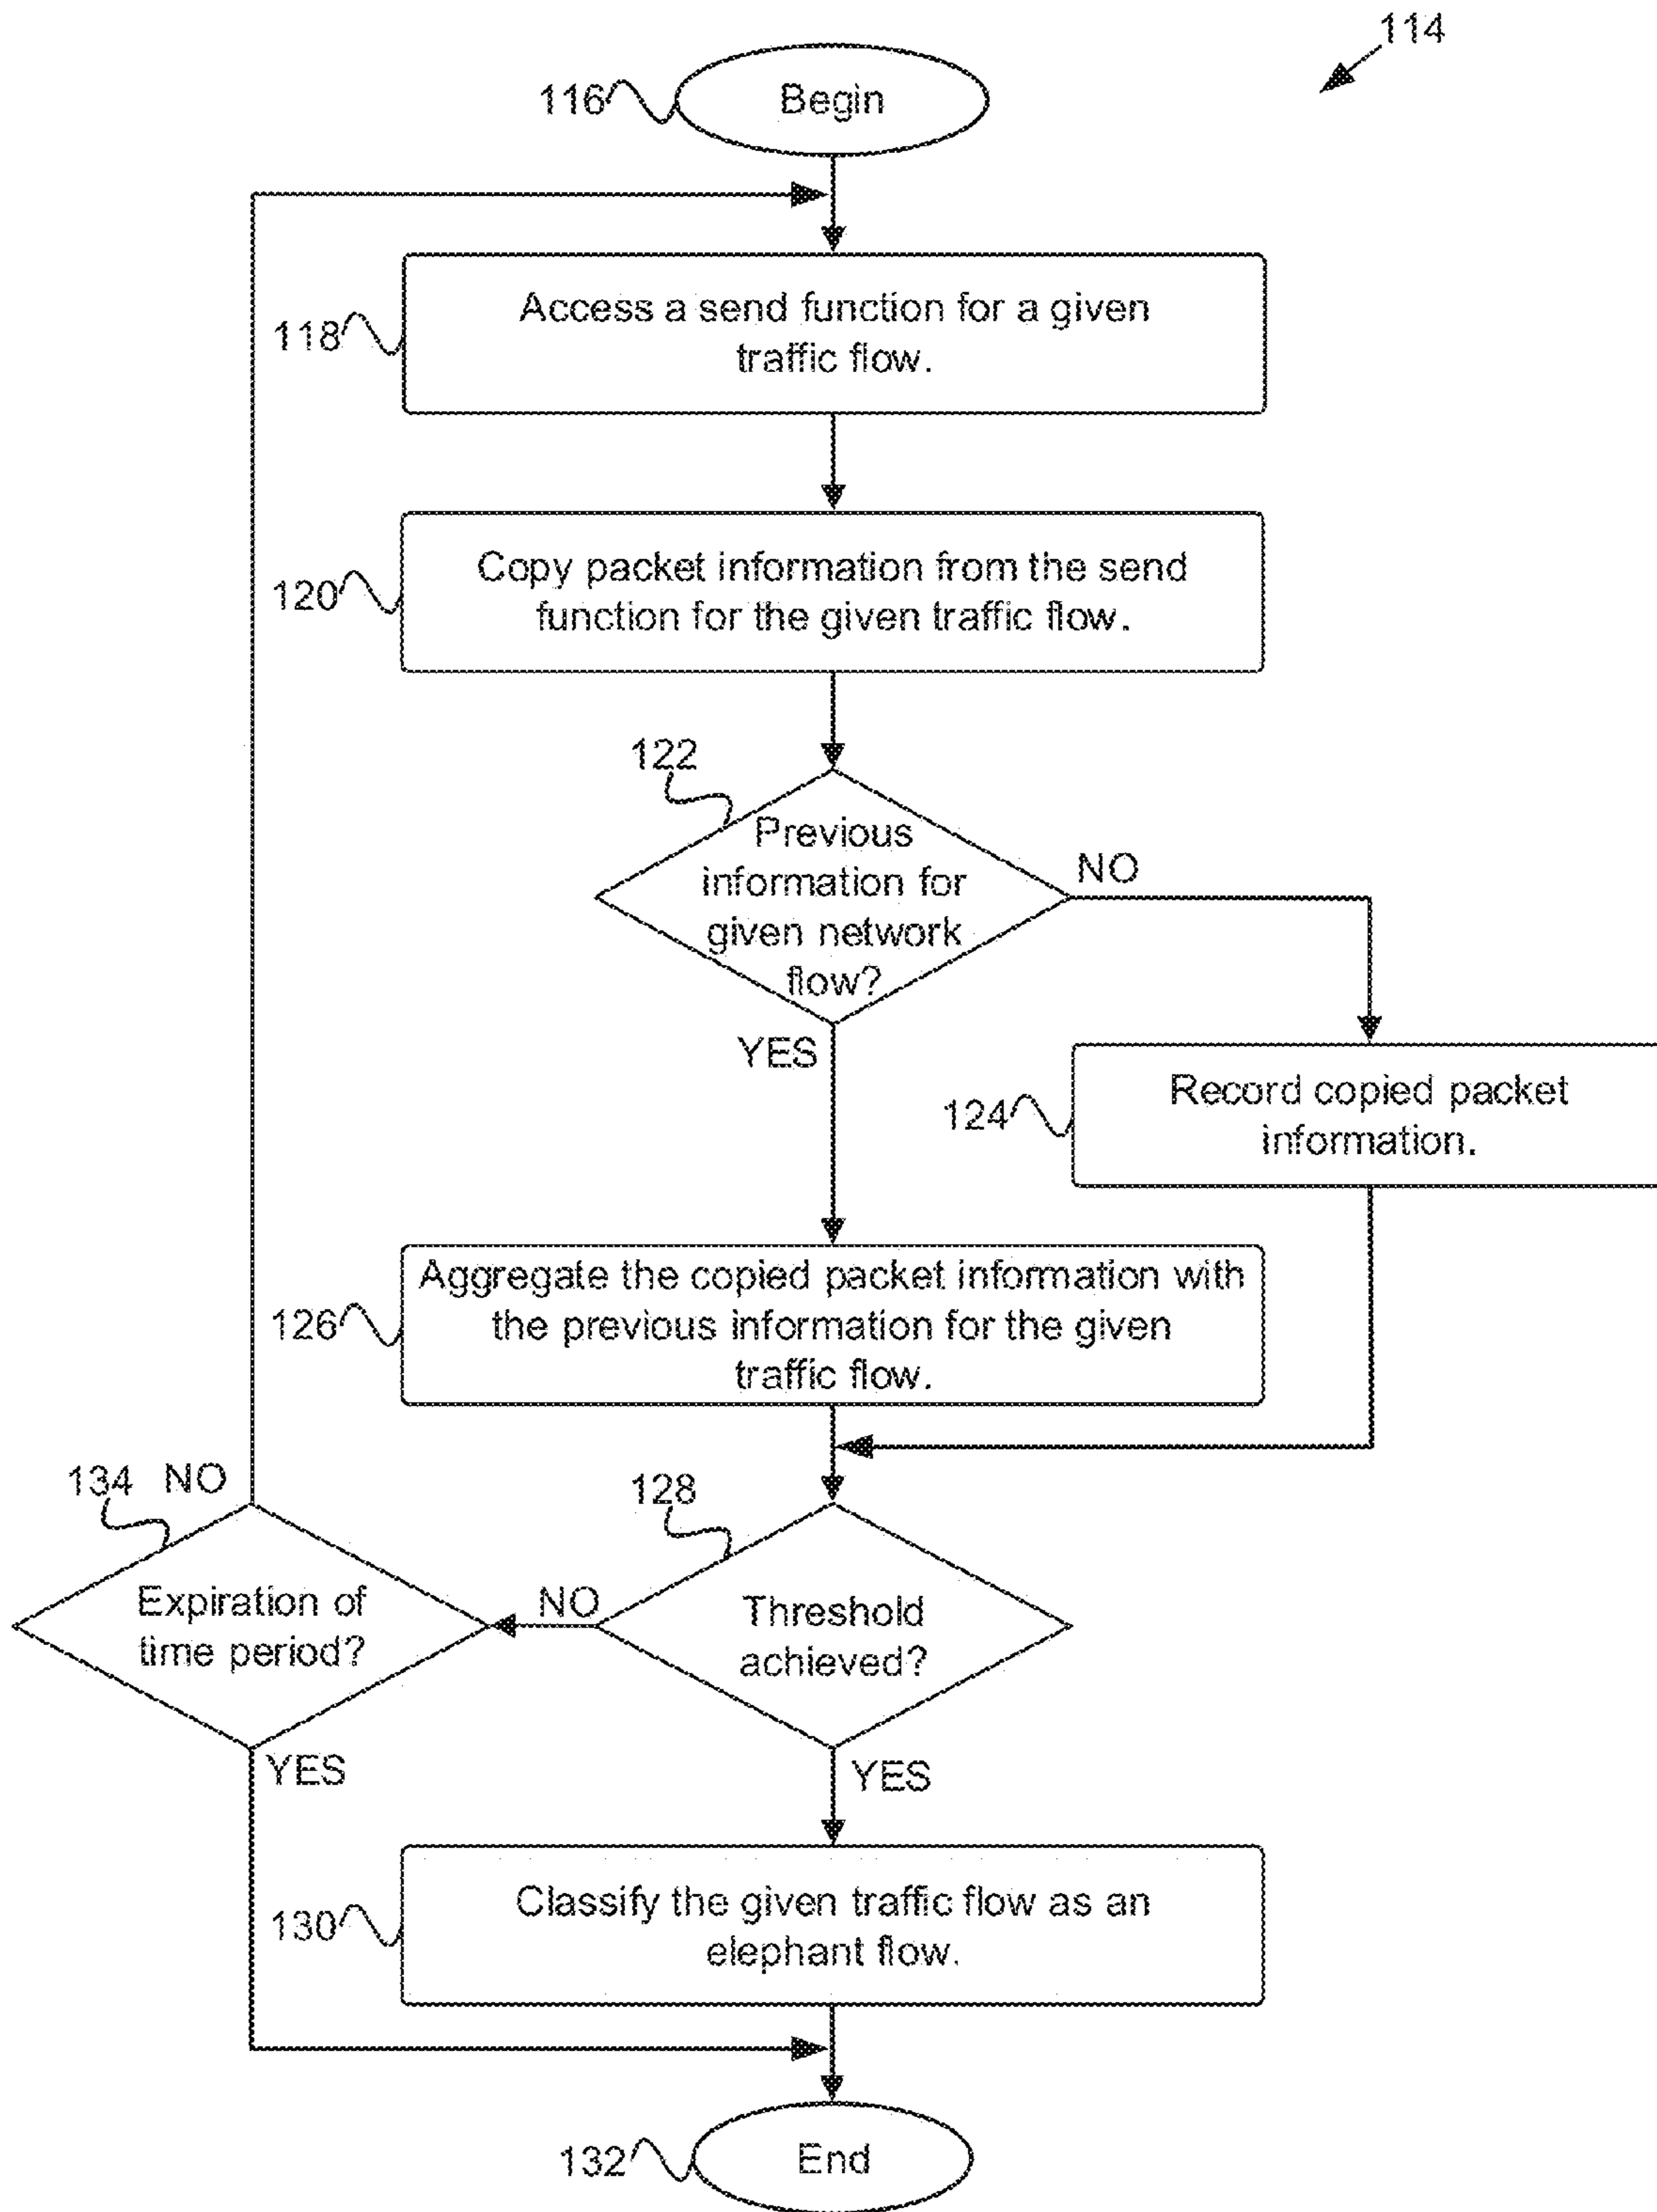 114
116
Begin
118
Access a send function for a given
traffic flow.
120
Copy packet information from the send
function for the given traffic flow.
122
Previous
information for
given network
flow?
NO
YES
124
Record copied packet
information.
126
Aggregate the copied packet information with
the previous information for the given
traffic flow.
134
NO
128
Expiration of
time period?
NO
Threshold
achieved?
YES
YES
130
Classify the given traffic flow as an
elephant flow.
132
End